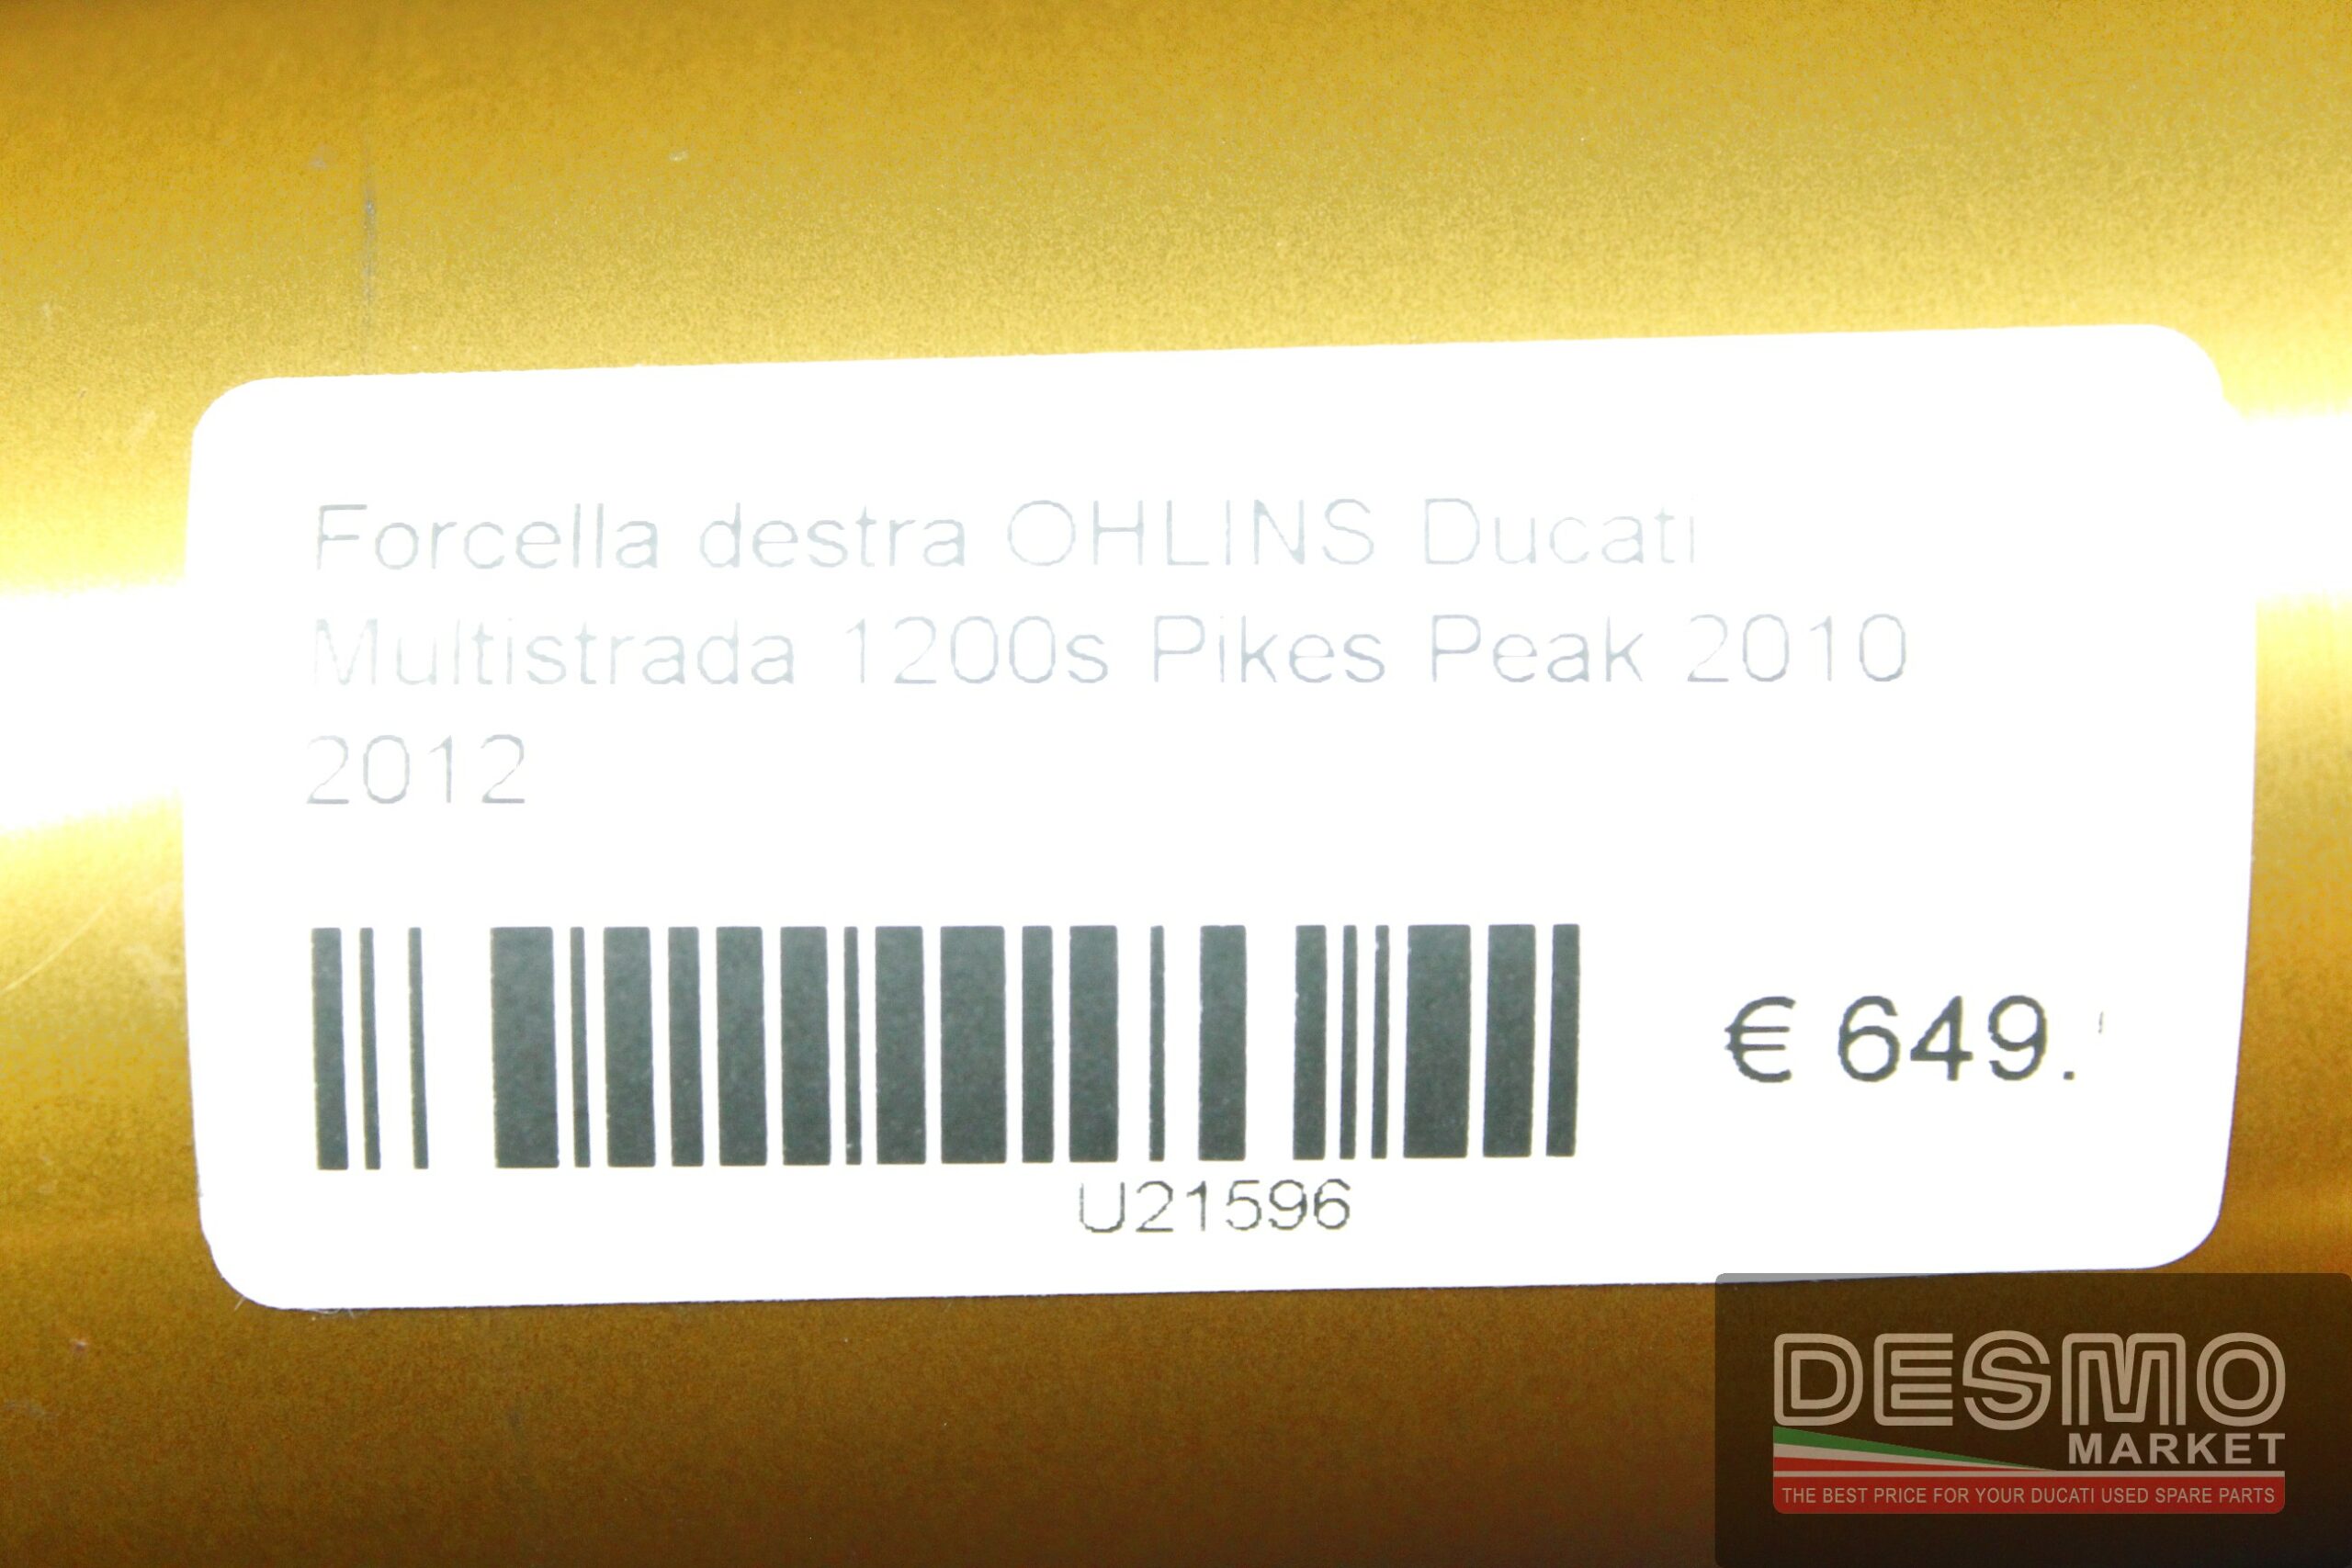 Forcella destra OHLINS Ducati
Multistrada 1200s Pikes Peak 2010
2012
€ 649.
U21596
DESMO
MARKET
THE BEST PRICE FOR YOUR DUCATI USED SPARE PARTS